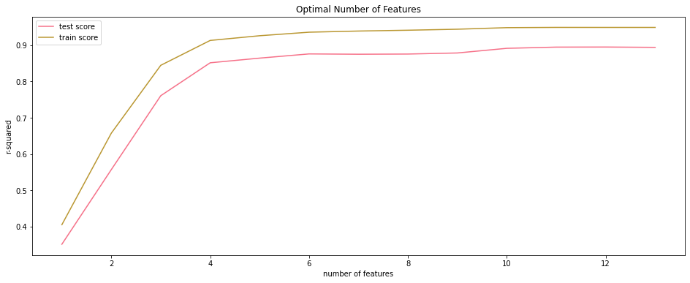 Optimal Number of Features
test score
train score
0.9
0.8
0.7
0.6
0.5
0.4
r-squared
2 4 6 8 10 12
number of features